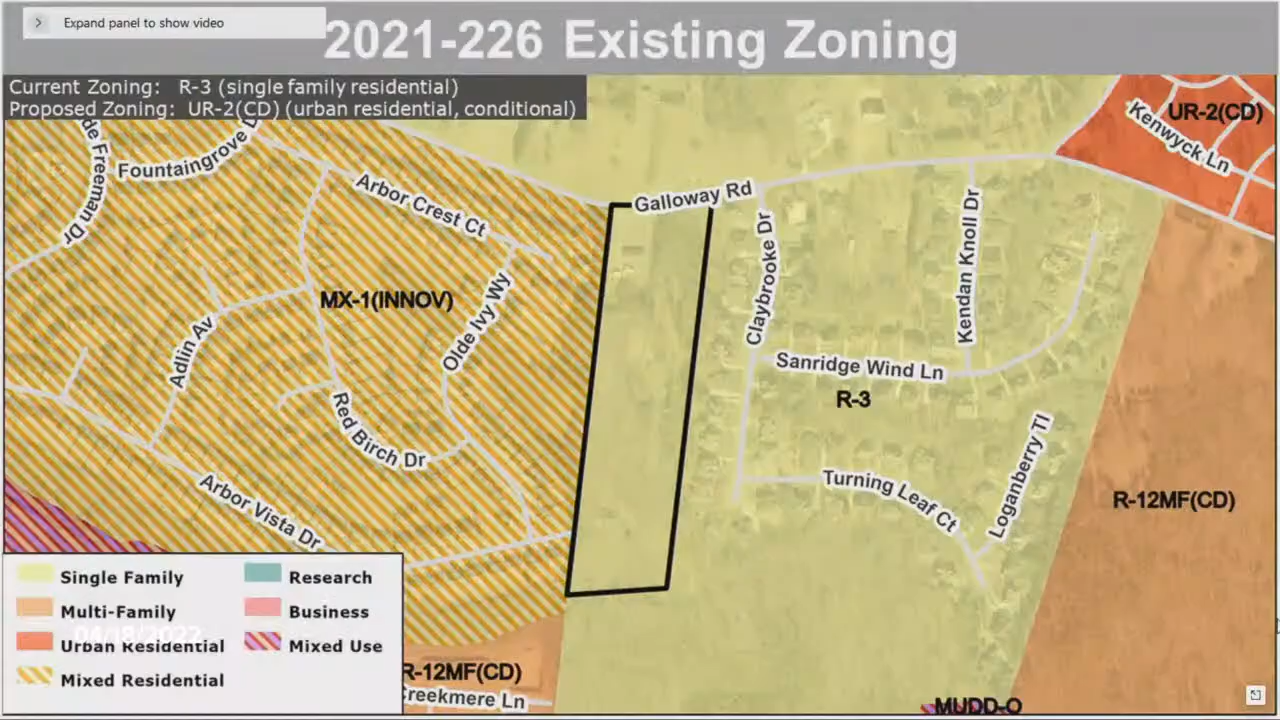 Expand panel to show video
2021-226 Existing Zoning
Current Zoning: R-3 (single family residential)
Proposed Zoning: UR-2(CD) (urban residential, conditional)
UR-2(CD)
Kenwyck Ln
de Freeman Dr
Fountaingrove D
Arbor Crest Ct
Galloway Rd
Claybrooke Dr
Kendan Knoll Dr
MX-1(INNOV)
Olde Ivy Wy
Adlin Av
Sanridge Wind Ln
R-3
Red Birch Dr
Turning Leaf Ct
Loganberry Tl
R-12MF(CD)
Arbor Vista Dr
Single Family
Research
Multi-Family
Business
04/18/2022
Urban Residential
Mixed Use
Mixed Residential
R-12MF(CD)
Creekmere Ln
MUDD-O